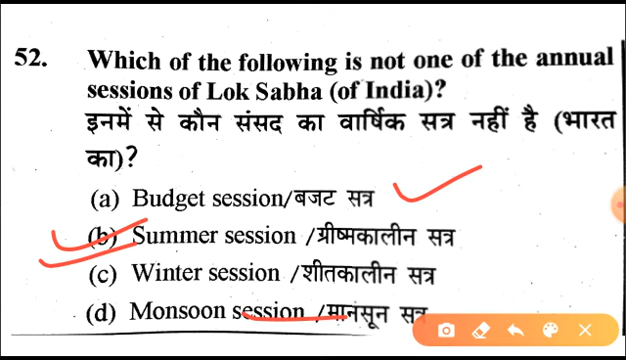 52. Which of the following is not one of the annual
sessions of Lok Sabha (of India)?
इनमें से कौन संसद का वार्षिक सत्र नहीं है (भारत
का)?
(a) Budget session/बजट सत्र
(b) Summer session /ग्रीष्मकालीन सत्र
(c) Winter session /शीतकालीन सत्र
(d) Monsoon session /मानसून सत्र